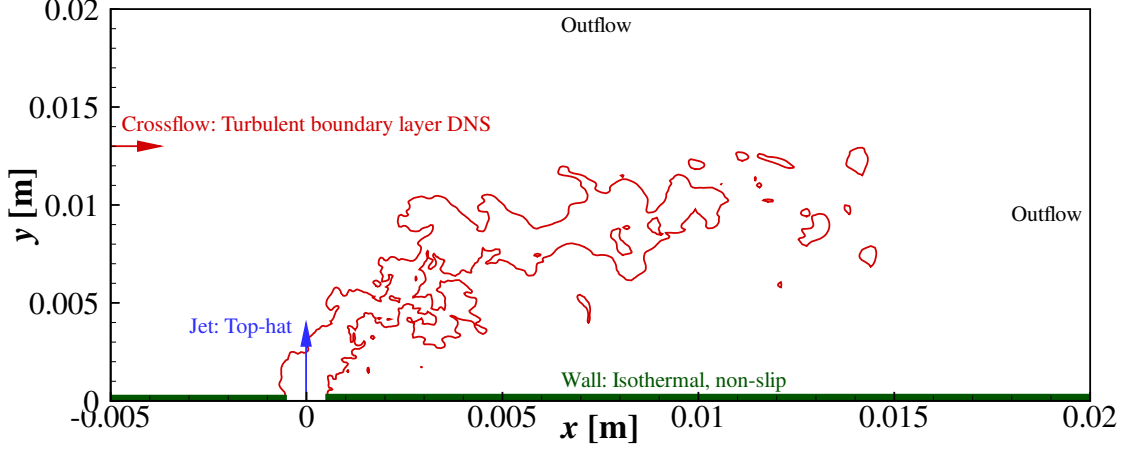 0.02
Outflow
0.015
Crossflow: Turbulent boundary layer DNS
y [m]
0.01
Outflow
0.005
Jet: Top-hat
Wall: Isothermal, non-slip
0
-0.005
0
0.005
0.01
0.015
0.02
x [m]